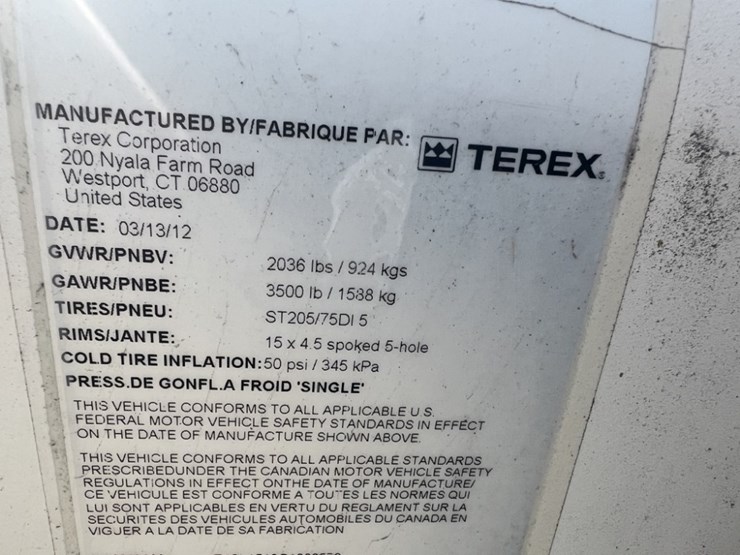 MANUFACTURED BY/FABRIQUE PAR:
TEREX.
Terex Corporation
200 Nyala Farm Road
Westport, CT 06880
United States
DATE: 03/13/12
GVWR/PNBV: 2036 lbs / 924 kgs
GAWR/PNBE: 3500 lb / 1588 kg
TIRES/PNEU: ST205/75DI 5
RIMS/JANTE: 15 x 4.5 spoked 5-hole
COLD TIRE INFLATION:50 psi / 345 kPa
PRESS.DE GONFL.A FROID 'SINGLE'
THIS VEHICLE CONFORMS TO ALL APPLICABLE U S.
FEDERAL MOTOR VEHICLE SAFETY STANDARDS IN EFFECT
ON THE DATE OF MANUFACTURE SHOWN ABOVE.
THIS VEHICLE CONFORMS TO ALL APPLICABLE STANDARDS
PRESCRIBEDUNDER THE CANADIAN MOTOR VEHICLE SAFETY
REGULATIONS IN EFFECT ONTHE DATE OF MANUFACTURE/
CE VEHICULE EST CONFORME A TOUTES LES NORMES QUI
LUI SONT APPLICABLES EN VERTU DU REGLAMENT SUR LA
SECURITES DES VEHICULES AUTOMOBILES DU CANADA EN
VIGUER A LA DATE DE SA FABRICATION